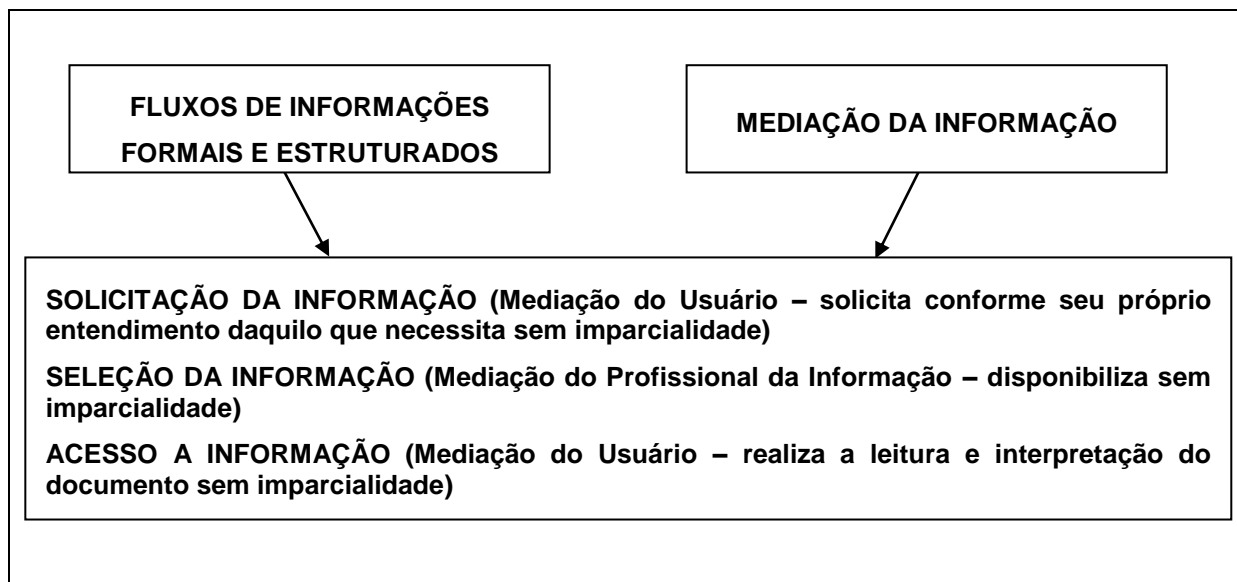 FLUXOS DE INFORMAÇÕES
FORMAIS E ESTRUTURADOS
MEDIAÇÃO DA INFORMAÇÃO
SOLICITAÇÃO DA INFORMAÇÃO (Mediação do Usuário – solicita conforme seu próprio
entendimento daquilo que necessita sem imparcialidade)
SELEÇÃO DA INFORMAÇÃO (Mediação do Profissional da Informação – disponibiliza sem
imparcialidade)
ACESSO A INFORMAÇÃO (Mediação do Usuário – realiza a leitura e interpretação do
documento sem imparcialidade)